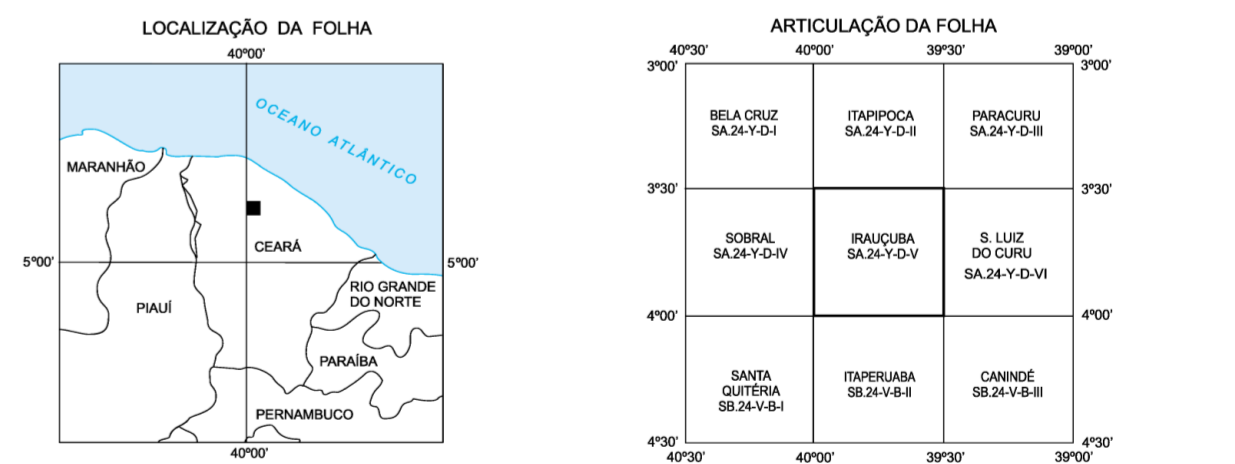 LOCALIZAÇÃO DA FOLHA
40º00'
OCEANO ATLÂNTICO
MARANHÃO
CEARÁ
5º00'
5º00'
RIO GRANDE
DO NORTE
PIAUÍ
PARAÍBA
PERNAMBUCO
40º00'
ARTICULAÇÃO DA FOLHA
40º30' 40º00' 39º30' 39º00'
3º00' 3º00'
BELA CRUZ
SA.24-Y-D-I
ITAPIPOCA
SA.24-Y-D-II
PARACURU
SA.24-Y-D-III
3º30' 3º30'
SOBRAL
SA.24-Y-D-IV
IRAUÇUBA
SA.24-Y-D-V
S. LUIZ
DO CURU
SA.24-Y-D-VI
4º00' 4º00'
SANTA
QUITÉRIA
SB.24-V-B-I
ITAPERUABA
SB.24-V-B-II
CANINDÉ
SB.24-V-B-III
4º30' 4º30'
40º30' 40º00' 39º30' 39º00'